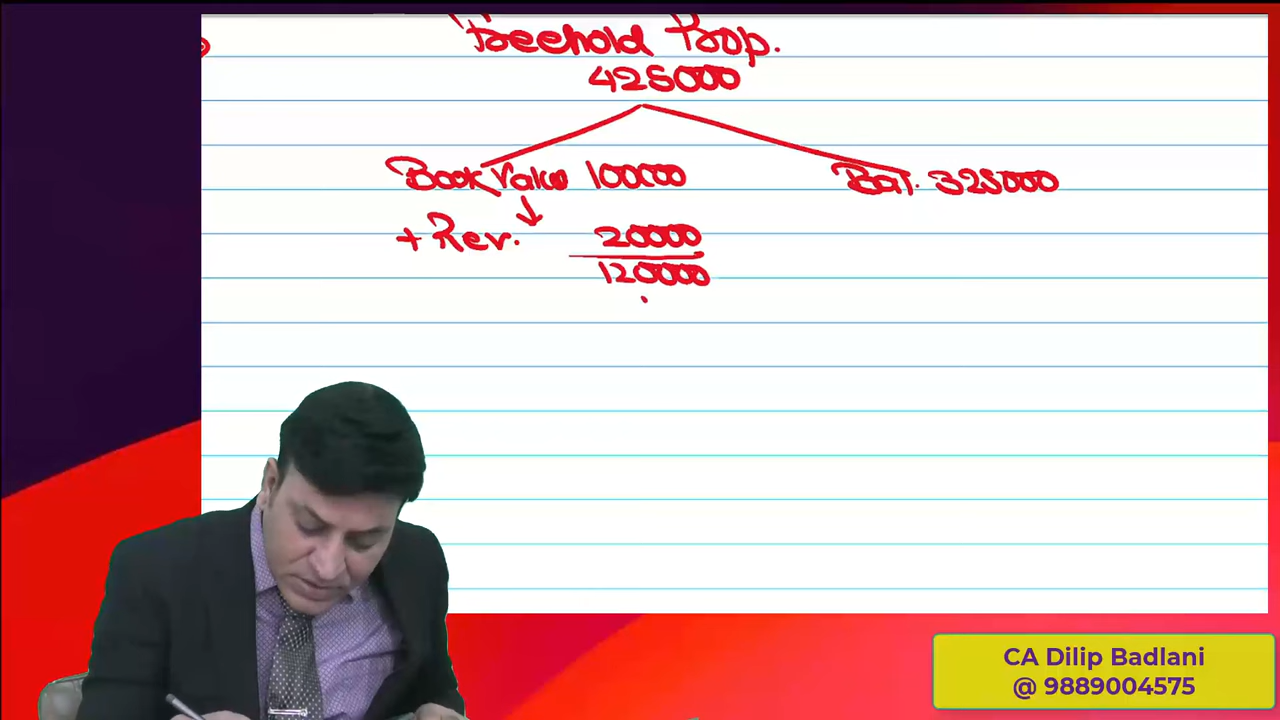 Freehold Prop.
425000
Book Value 100000
Bal. 325000
+ Rev. 20000
120000
CA Dilip Badlani
@ 9889004575